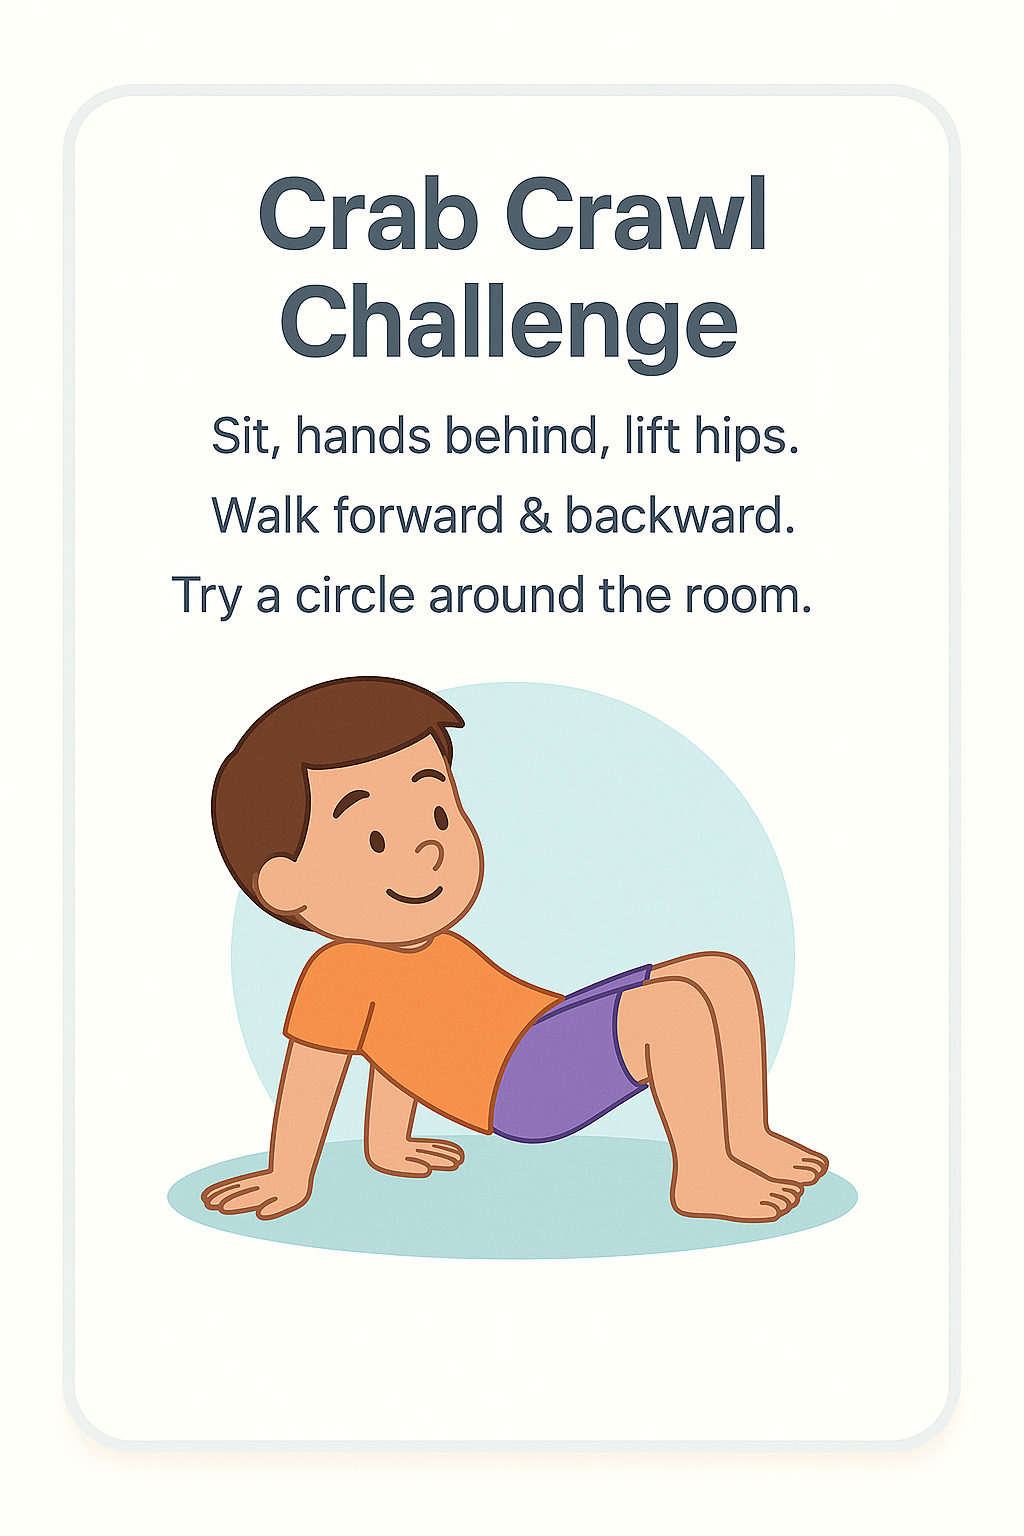 Crab Crawl
Challenge
Sit, hands behind, lift hips.
Walk forward & backward.
Try a circle around the room.